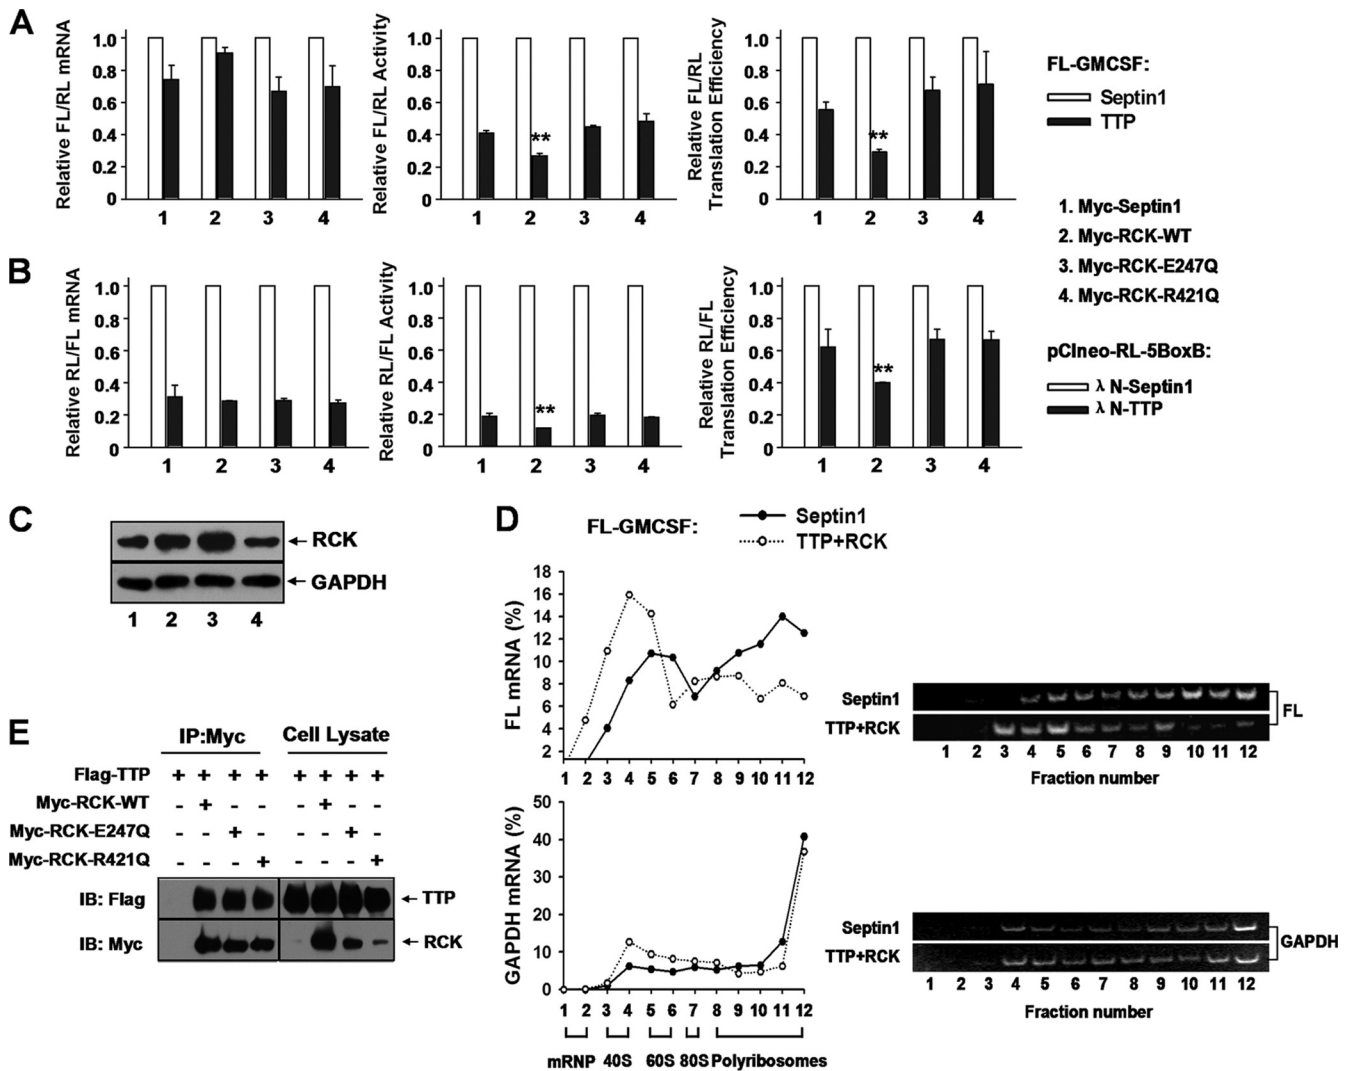 A
Relative FL/RL mRNA
1.0
0.8
0.6
0.4
0.2
0
1 2 3 4
Relative FL/RL Activity
1.0
0.8
0.6
0.4
0.2
0
**
1 2 3 4
Relative FL/RL
Translation Efficiency
1.0
0.8
0.6
0.4
0.2
0
**
1 2 3 4
FL-GMCSF:
Septin1
TTP
1. Myc-Septin1
2. Myc-RCK-WT
3. Myc-RCK-E247Q
4. Myc-RCK-R421Q
B
Relative RL/FL mRNA
1.0
0.8
0.6
0.4
0.2
0
1 2 3 4
Relative RL/FL Activity
1.0
0.8
0.6
0.4
0.2
0
**
1 2 3 4
Relative RL/FL
Translation Efficiency
1.0
0.8
0.6
0.4
0.2
0
**
1 2 3 4
pCIneo-RL-5BoxB:
λ N-Septin1
λ N-TTP
C
RCK
GAPDH
1 2 3 4
D
FL-GMCSF:
Septin1
TTP+RCK
FL mRNA (%)
18
16
14
12
10
8
6
4
2
1 2 3 4 5 6 7 8 9 10 11 12
Septin1
TTP+RCK
FL
1 2 3 4 5 6 7 8 9 10 11 12
Fraction number
GAPDH mRNA (%)
50
40
30
20
10
0
1 2 3 4 5 6 7 8 9 10 11 12
mRNP 40S 60S 80S Polyribosomes
Septin1
TTP+RCK
GAPDH
1 2 3 4 5 6 7 8 9 10 11 12
Fraction number
E
IP:Myc Cell Lysate
Flag-TTP + + + + + + + +
Myc-RCK-WT - + - - - + - -
Myc-RCK-E247Q - - + - - - + -
Myc-RCK-R421Q - - - + - - - +
IB: Flag TTP
IB: Myc RCK